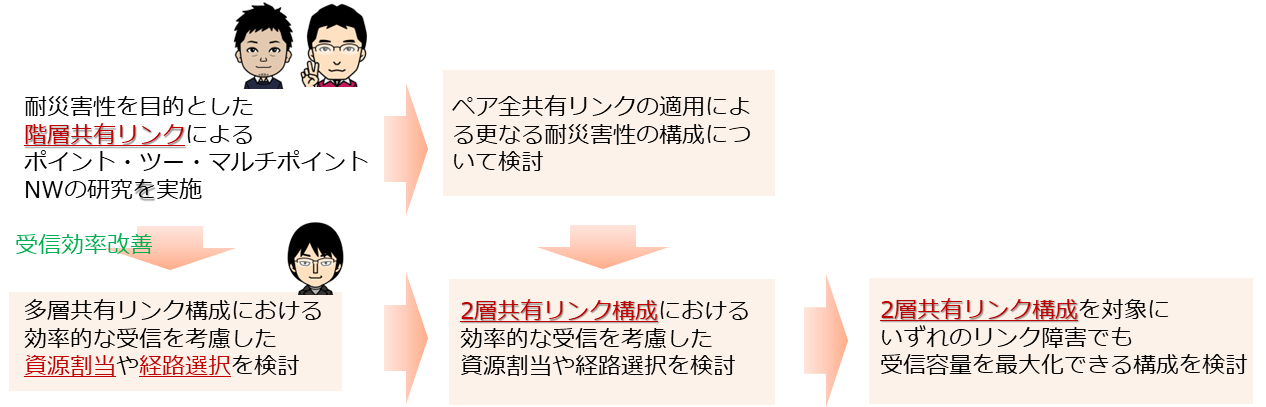 耐災害性を目的とした
階層共有リンクによる
ポイント・ツー・マルチポイント
NWの研究を実施
ペア全共有リンクの適用によ
る更なる耐災害性の構成につ
いて検討
受信効率改善
多層共有リンク構成における
効率的な受信を考慮した
資源割当や経路選択を検討
2層共有リンク構成における
効率的な受信を考慮した
資源割当や経路選択を検討
2層共有リンク構成を対象に
いずれのリンク障害でも
受信容量を最大化できる構成を検討